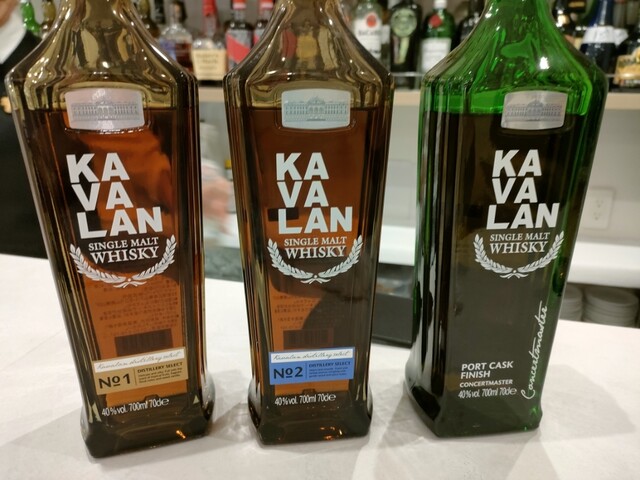 KA
VA
LAN
SINGLE MALT
WHISKY
Nº1
DISTILLERY SELECT
40%vol. 700ml 70cl℮
KA
VA
LAN
SINGLE MALT
WHISKY
Nº2
DISTILLERY SELECT
40%vol. 700ml 70cl℮
KA
VA
LAN
SINGLE MALT
WHISKY
PORT CASK
FINISH
CONCERTMASTER
40%vol. 700ml 70cl℮
Concertmaster
BACARDI